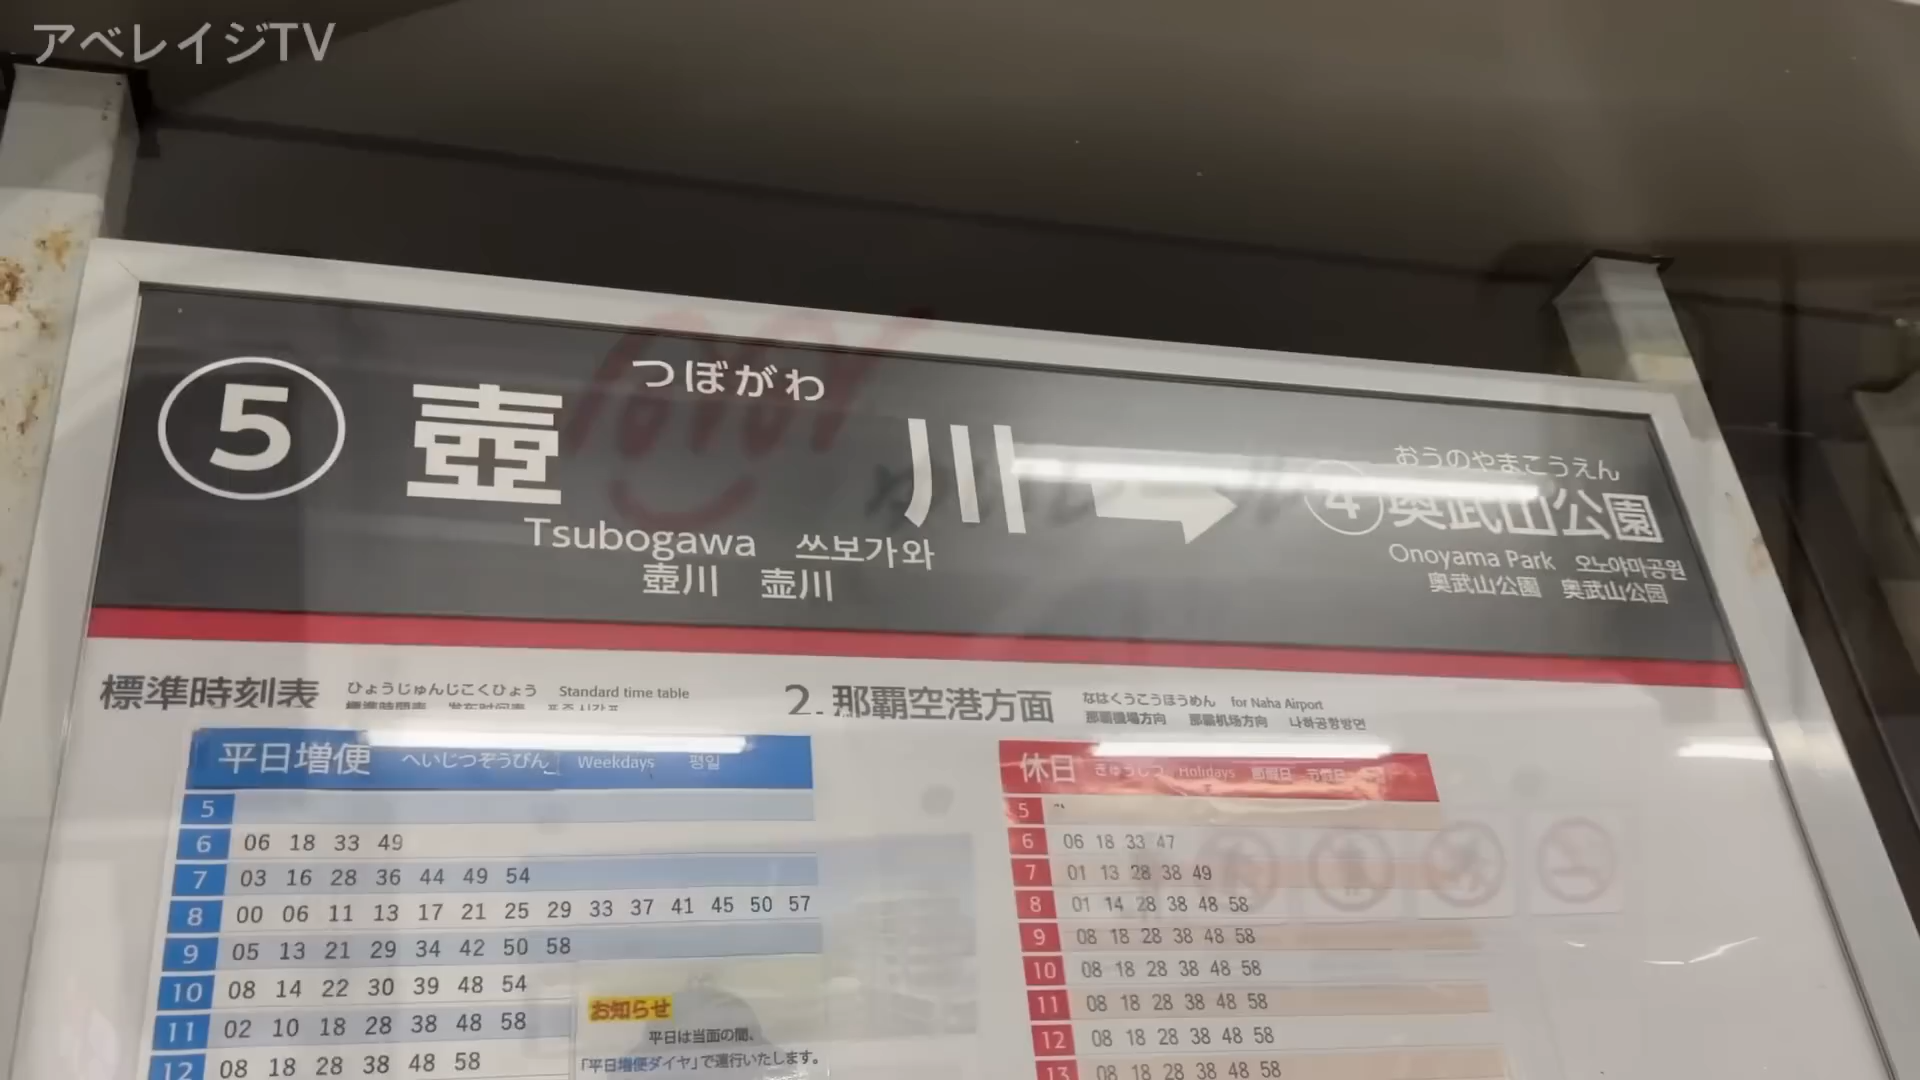 アベレイジTV
つぼがわ
5 壺川
Tsubogawa 쓰보가와
壺川 壶川
おうのやまこうえん
4 奥武山公園
Onoyama Park 오노야마공원
奧武山公園 奥武山公园
標準時刻表 ひょうじゅんじこくひょう Standard time table
2. 那覇空港方面 なはくうこうほうめん for Naha Airport
那霸機場方向 那霸机场方向 나하공항방면
平日増便 へいじつぞうびん Weekdays 평일
5
6 06 18 33 49
7 03 16 28 36 44 49 54
8 00 06 11 13 17 21 25 29 33 37 41 45 50 57
9 05 13 21 29 34 42 50 58
10 08 14 22 30 39 48 54
11 02 10 18 28 38 48 58
12 08 18 28 38 48 58
お知らせ
平日は当面の間、
「平日増便ダイヤ」で運行いたします。
休日 きゅうじつ Holidays
5
6 06 18 33 47
7 01 13 28 38 49
8 01 14 28 38 48 58
9 08 18 28 38 48 58
10 08 18 28 38 48 58
11 08 18 28 38 48 58
12 08 18 28 38 48 58
13 08 18 28 38 48 58